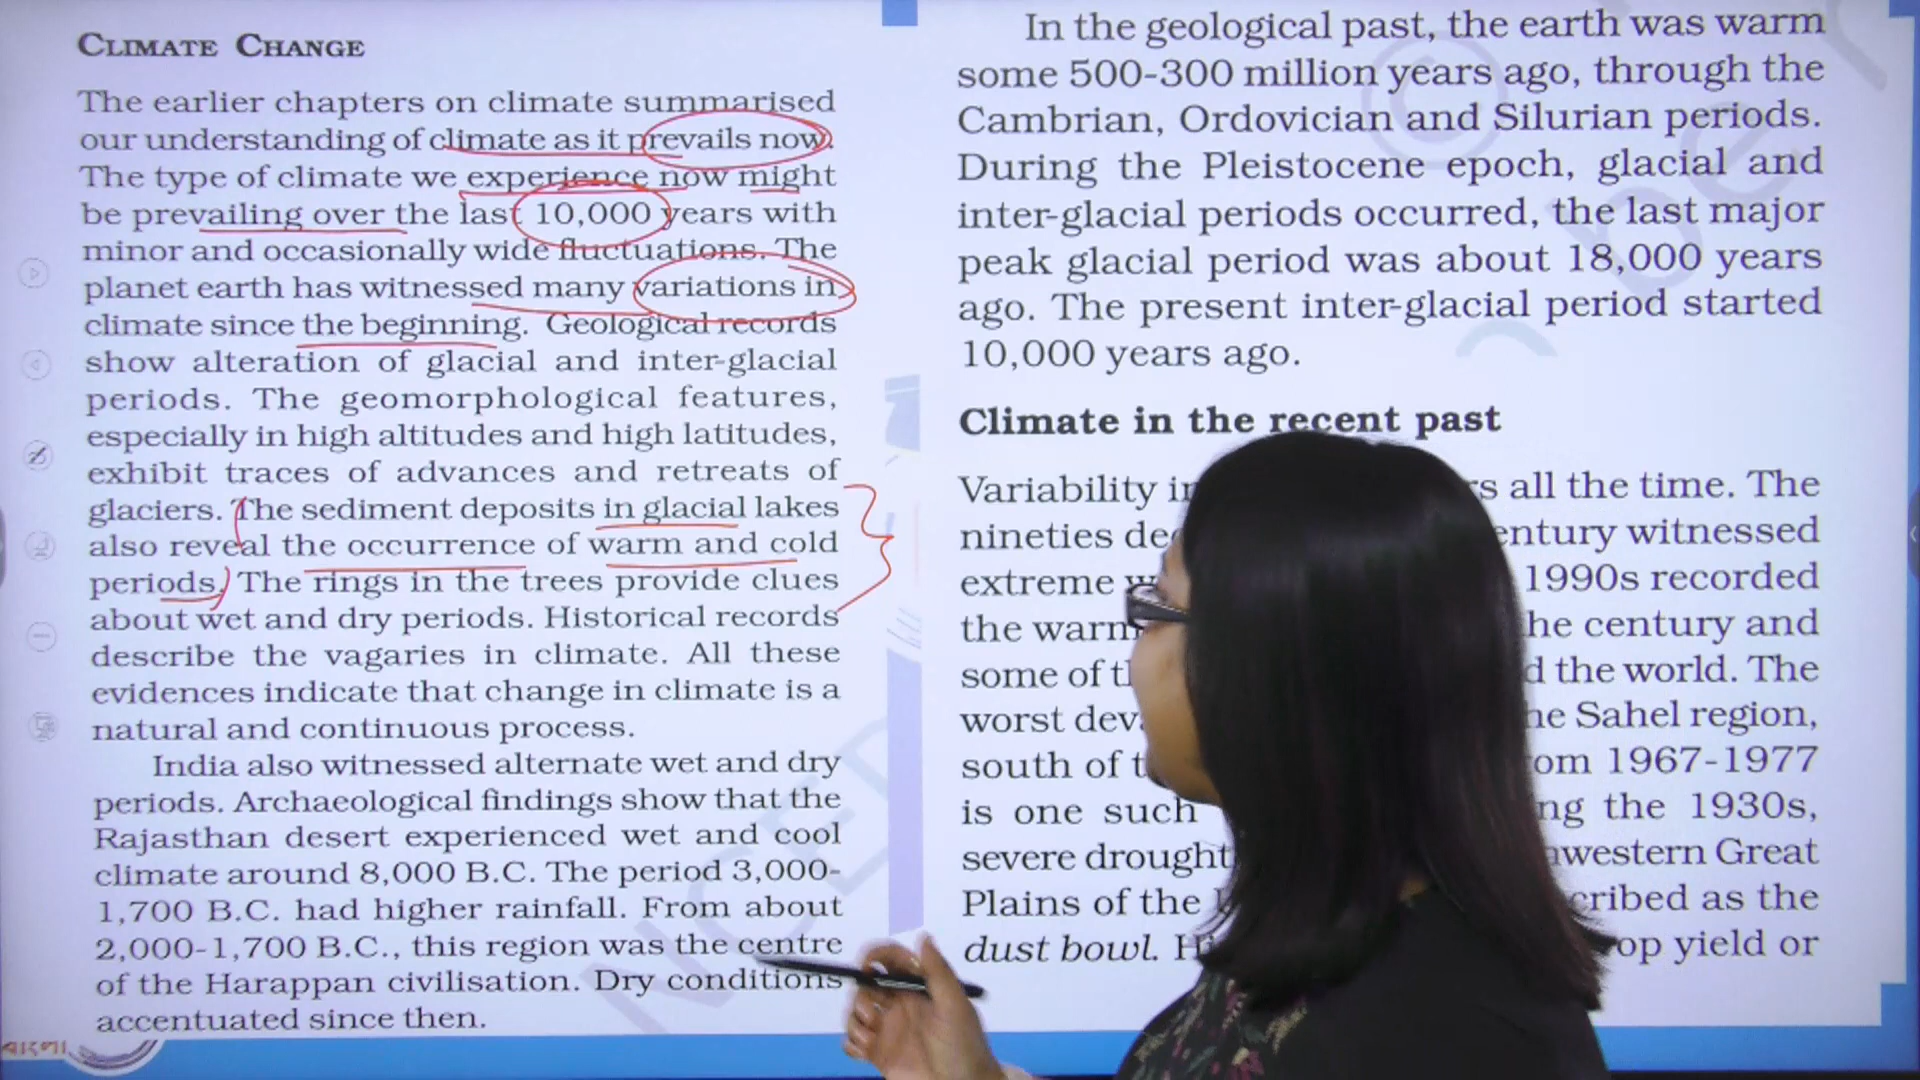 CLIMATE CHANGE
The earlier chapters on climate summarised
our understanding of climate as it prevails now.
The type of climate we experience now might
be prevailing over the last 10,000 years with
minor and occasionally wide fluctuations. The
planet earth has witnessed many variations in
climate since the beginning. Geological records
show alteration of glacial and inter-glacial
periods. The geomorphological features,
especially in high altitudes and high latitudes,
exhibit traces of advances and retreats of
glaciers. The sediment deposits in glacial lakes
also reveal the occurrence of warm and cold
periods. The rings in the trees provide clues
about wet and dry periods. Historical records
describe the vagaries in climate. All these
evidences indicate that change in climate is a
natural and continuous process.
India also witnessed alternate wet and dry
periods. Archaeological findings show that the
Rajasthan desert experienced wet and cool
climate around 8,000 B.C. The period 3,000-
1,700 B.C. had higher rainfall. From about
2,000-1,700 B.C., this region was the centre
of the Harappan civilisation. Dry conditions
accentuated since then.
বাংলা
In the geological past, the earth was warm
some 500-300 million years ago, through the
Cambrian, Ordovician and Silurian periods.
During the Pleistocene epoch, glacial and
inter-glacial periods occurred, the last major
peak glacial period was about 18,000 years
ago. The present inter-glacial period started
10,000 years ago.
Climate in the recent past
Variability all the time. The
nineties witnessed
extreme 1990s recorded
the the century and
some of the world. The
worst Sahel region,
south of 1967-1977
is one such the 1930s,
severe drought Great
Plains of the as the
dust bowl. yield or
NCER
©